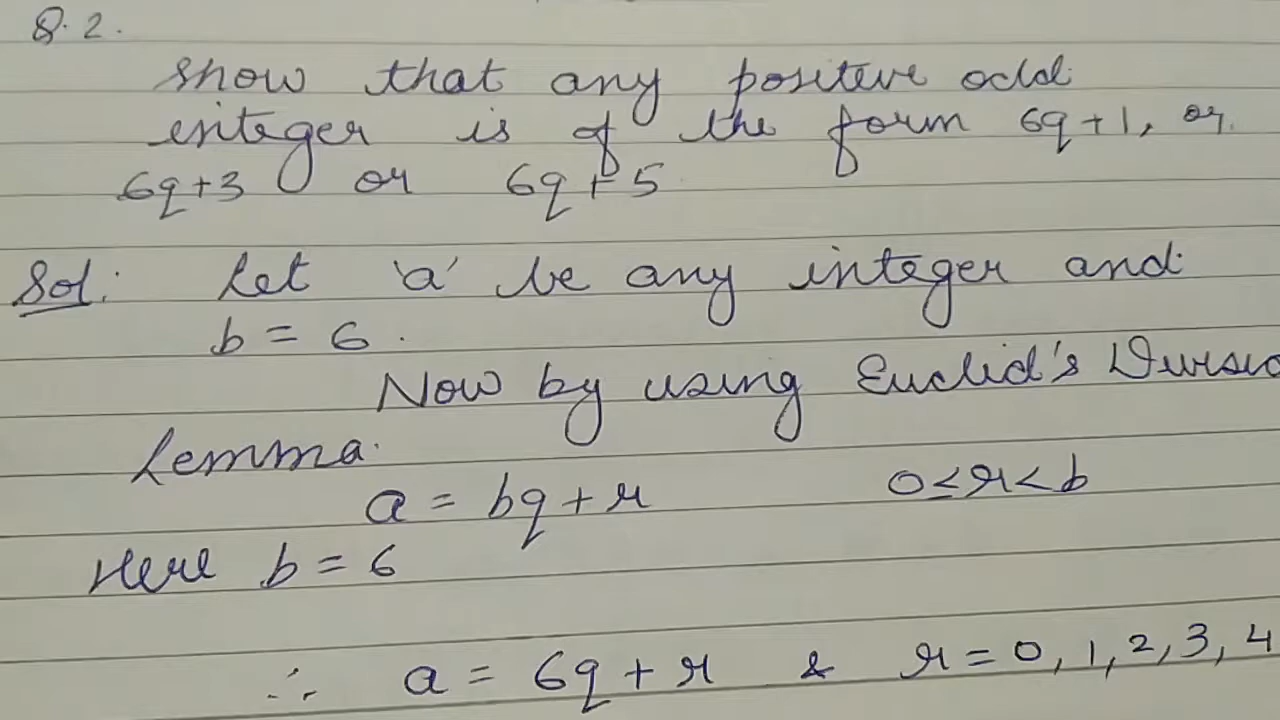 Q.2.
Show that any positive odd
integer is of the form 6q+1, or
6q+3 or 6q+5
Sol: Let 'a' be any integer and
b = 6.
Now by using Euclid's Divisio
Lemma.
a = bq + r 0≤r<b
Here b = 6
∴ a = 6q + r & r = 0, 1, 2, 3, 4